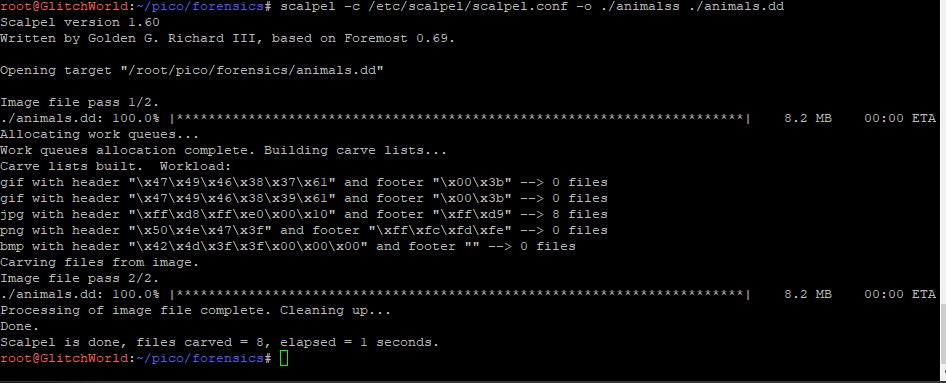 root@GlitchWorld:~/pico/forensics# scalpel -c /etc/scalpel/scalpel.conf -o ./animalss ./animals.dd
Scalpel version 1.60
Written by Golden G. Richard III, based on Foremost 0.69.
Opening target "/root/pico/forensics/animals.dd"
Image file pass 1/2.
./animals.dd: 100.0% |***********************************************************************| 8.2 MB 00:00 ETA
Allocating work queues...
Work queues allocation complete. Building carve lists...
Carve lists built. Workload:
gif with header "\x47\x49\x46\x38\x37\x61" and footer "\x00\x3b" --> 0 files
gif with header "\x47\x49\x46\x38\x39\x61" and footer "\x00\x3b" --> 0 files
jpg with header "\xff\xd8\xff\xe0\x00\x10" and footer "\xff\xd9" --> 8 files
png with header "\x50\x4e\x47\x3f" and footer "\xff\xfc\xfd\xfe" --> 0 files
bmp with header "\x42\x4d\x3f\x3f\x00\x00\x00" and footer "" --> 0 files
Carving files from image.
Image file pass 2/2.
./animals.dd: 100.0% |***********************************************************************| 8.2 MB 00:00 ETA
Processing of image file complete. Cleaning up...
Done.
Scalpel is done, files carved = 8, elapsed = 1 seconds.
root@GlitchWorld:~/pico/forensics#